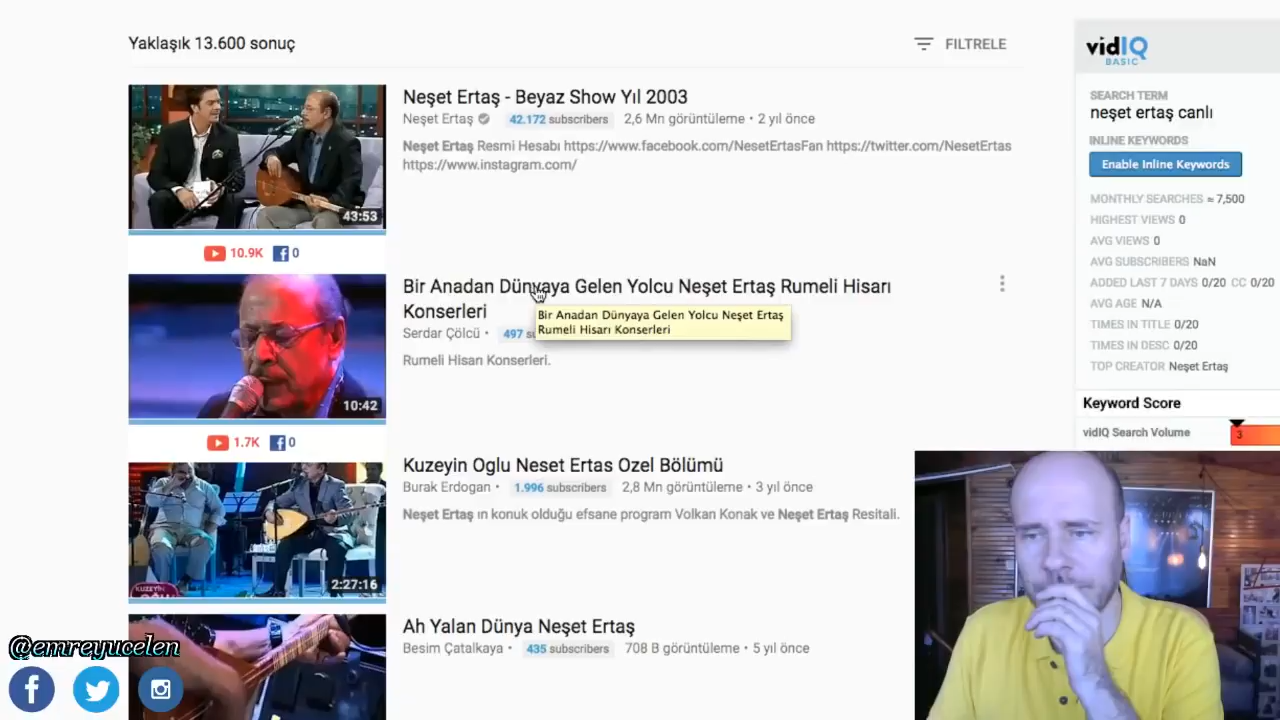 Yaklaşık 13.600 sonuç
FILTRELE
Neşet Ertaş - Beyaz Show Yıl 2003
Neşet Ertaş 42.172 subscribers 2,6 Mn görüntüleme • 2 yıl önce
Neşet Ertaş Resmi Hesabı https://www.facebook.com/NesetErtasFan https://twitter.com/NesetErtas
https://www.instagram.com/
43:53
10.9K 0
Bir Anadan Dünyaya Gelen Yolcu Neşet Ertaş Rumeli Hisarı
Konserleri
Serdar Çölcü • 497
Bir Anadan Dünyaya Gelen Yolcu Neşet Ertaş
Rumeli Hisarı Konserleri
Rumeli Hisarı Konserleri.
10:42
1.7K 0
Kuzeyin Oglu Neset Ertas Ozel Bölümü
Burak Erdogan • 1.996 subscribers 2,8 Mn görüntüleme • 3 yıl önce
Neşet Ertaş ın konuk olduğu efsane program Volkan Konak ve Neşet Ertaş Resitali.
KUZEYİN
2:27:16
Ah Yalan Dünya Neşet Ertaş
Besim Çatalkaya • 435 subscribers 708 B görüntüleme • 5 yıl önce
@emreyucelen
vidIQ
BASIC
SEARCH TERM
neşet ertaş canlı
INLINE KEYWORDS
Enable Inline Keywords
MONTHLY SEARCHES ≈ 7,500
HIGHEST VIEWS 0
AVG VIEWS 0
AVG SUBSCRIBERS NaN
ADDED LAST 7 DAYS 0/20 CC 0/20
AVG AGE N/A
TIMES IN TITLE 0/20
TIMES IN DESC 0/20
TOP CREATOR Neşet Ertaş
Keyword Score
vidIQ Search Volume
3